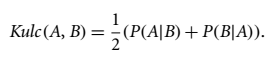 Kulc(A, B) = 1/2 (P(A|B) + P(B|A)).